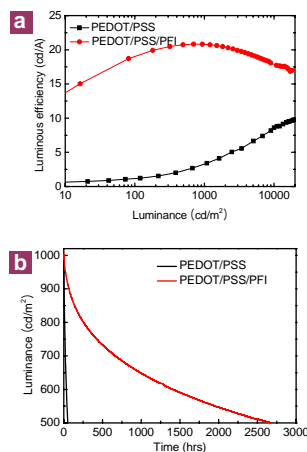 a
PEDOT/PSS
PEDOT/PSS/PFI
Luminous efficiency (cd/A)
25
20
15
10
5
0
10 100 1000 10000
Luminance (cd/m²)
b
PEDOT/PSS
PEDOT/PSS/PFI
Luminance (cd/m²)
1000
900
800
700
600
500
0 500 1000 1500 2000 2500 3000
Time (hrs)